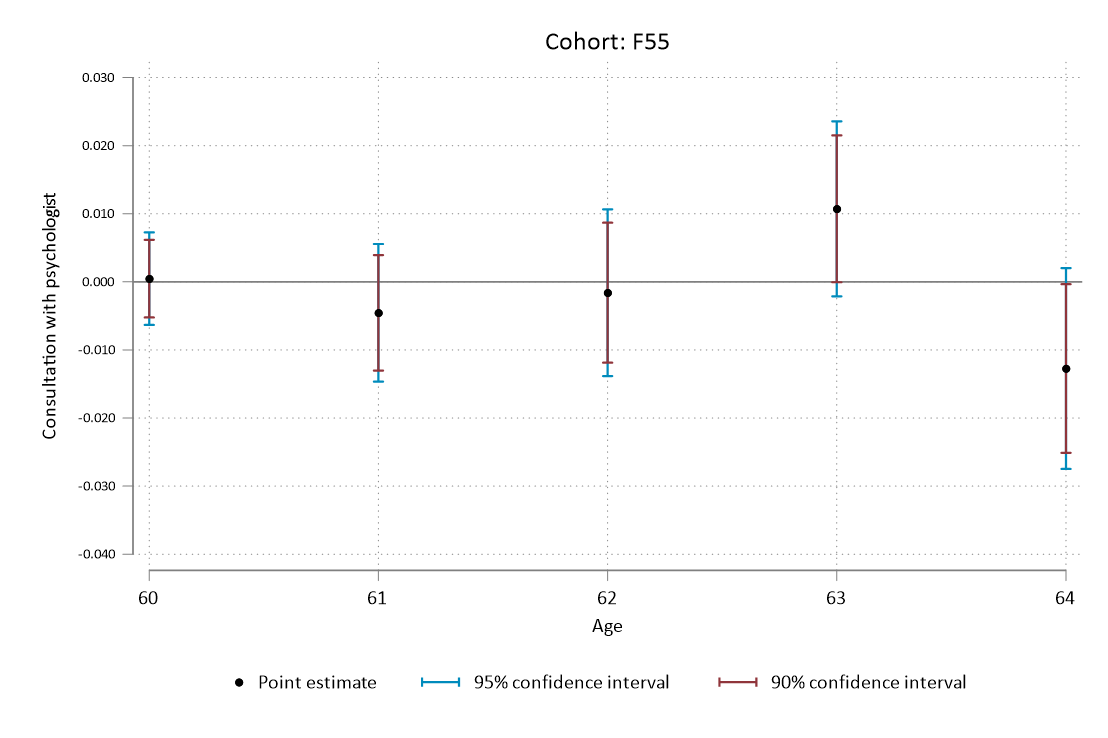 Cohort: F55
0.030
0.020
0.010
0.000
-0.010
-0.020
-0.030
-0.040
Consultation with psychologist
60 61 62 63 64
Age
Point estimate 95% confidence interval 90% confidence interval